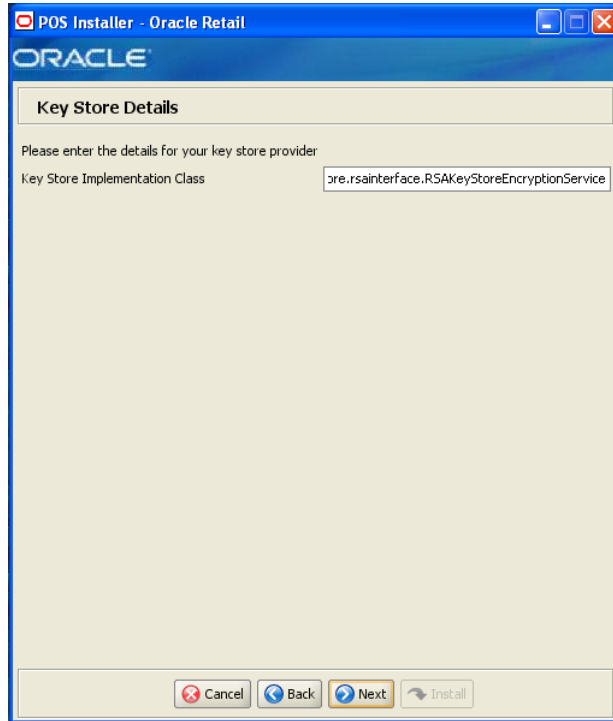 POS Installer - Oracle Retail
ORACLE
Key Store Details
Please enter the details for your key store provider
Key Store Implementation Class ore.rsainterface.RSAKeyStoreEncryptionService
Cancel Back Next Install